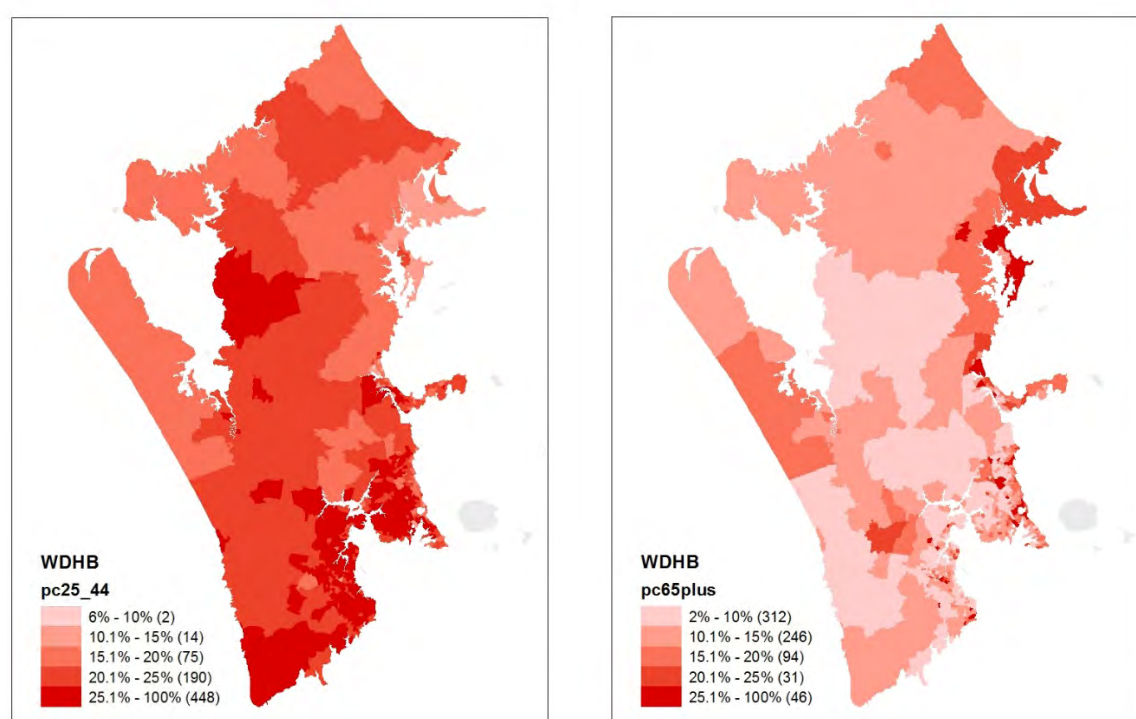 WDHB
pc25_44
6% - 10% (2)
10.1% - 15% (14)
15.1% - 20% (75)
20.1% - 25% (190)
25.1% - 100% (448)
WDHB
pc65plus
2% - 10% (312)
10.1% - 15% (246)
15.1% - 20% (94)
20.1% - 25% (31)
25.1% - 100% (46)